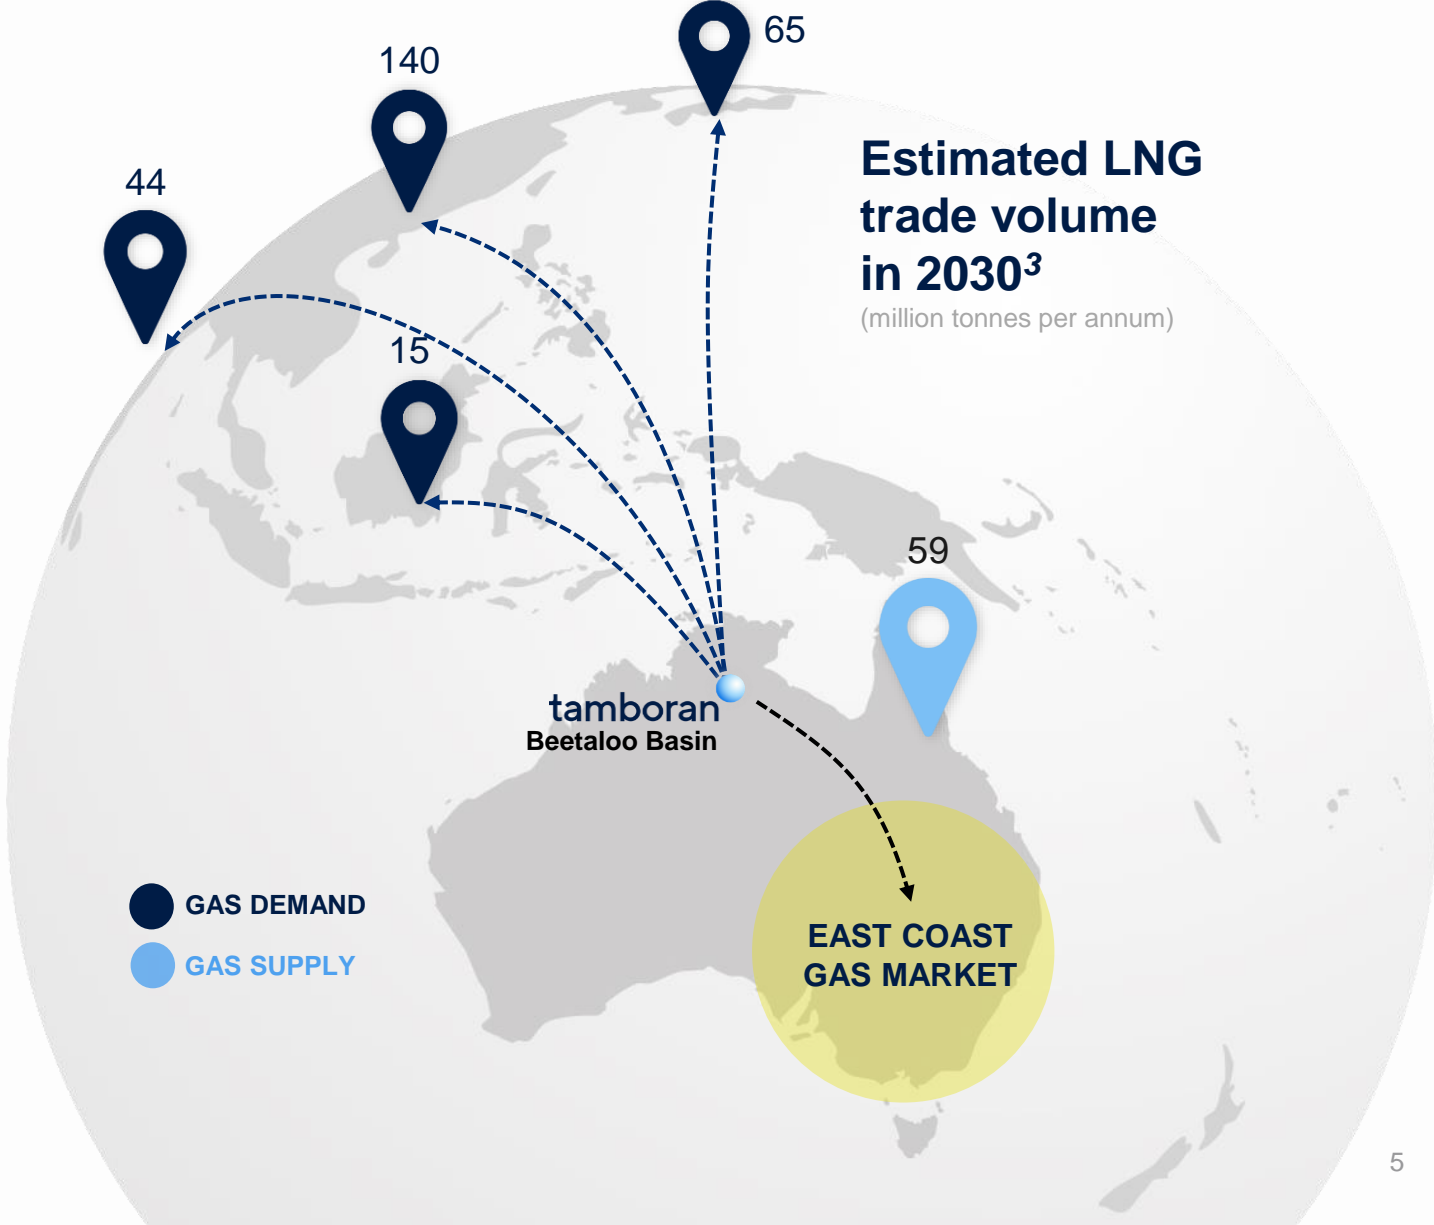 65
140
Estimated LNG
trade volume
in 2030³
(million tonnes per annum)
44
15
59
tamboran
Beetaloo Basin
GAS DEMAND
GAS SUPPLY
EAST COAST
GAS MARKET
5